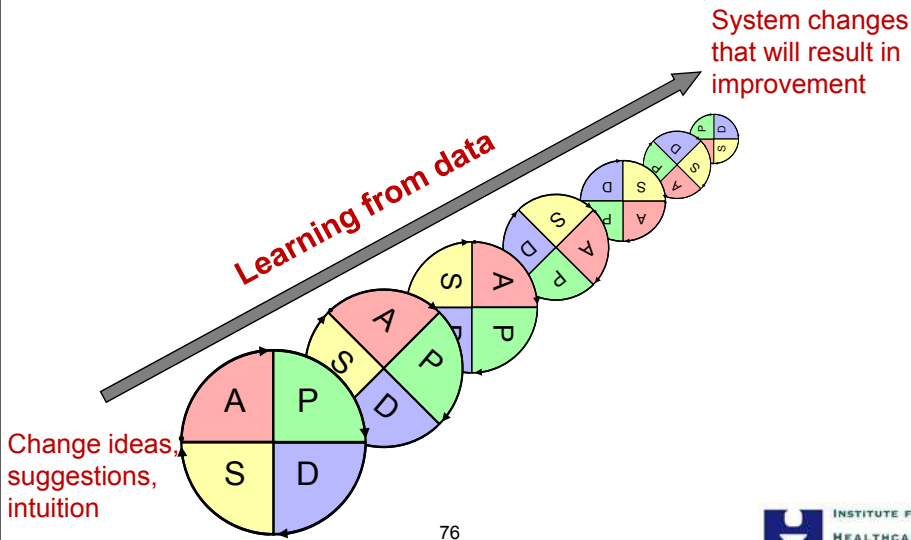 System changes
that will result in
improvement
Learning from data
P D
S
D
P S
A
D S
P A
S
D A
P
S A
D P
A
S P
D
A P
S D
Change ideas,
suggestions,
intuition
76
INSTITUTE F
HEALTHCA